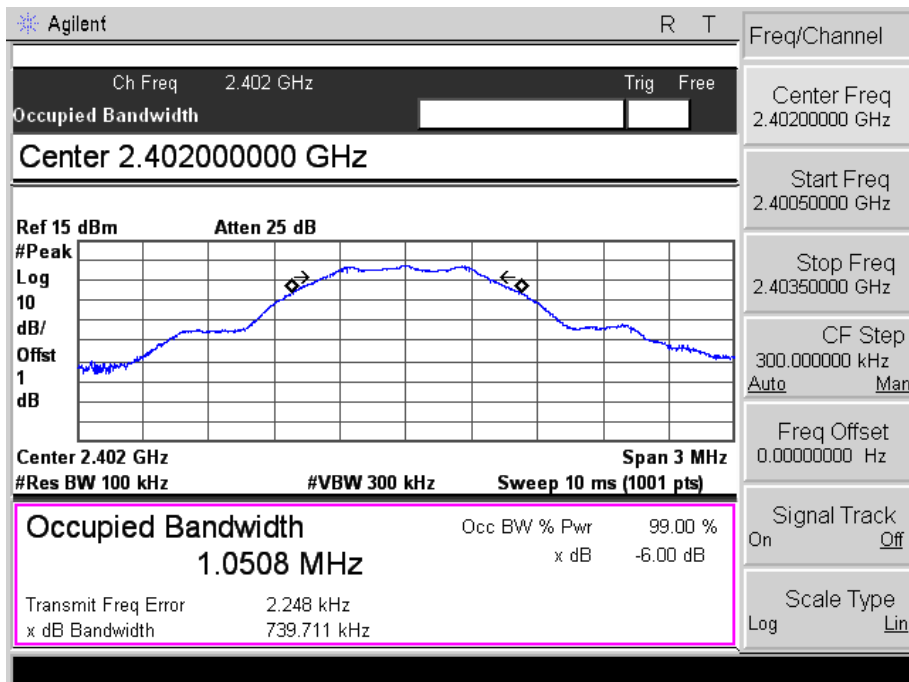 Agilent R T
Ch Freq 2.402 GHz Trig Free
Occupied Bandwidth
Center 2.402000000 GHz
Ref 15 dBm Atten 25 dB
#Peak
Log
10
dB/
Offst
1
dB
Center 2.402 GHz Span 3 MHz
#Res BW 100 kHz #VBW 300 kHz Sweep 10 ms (1001 pts)
Occupied Bandwidth
1.0508 MHz
Occ BW % Pwr 99.00 %
x dB -6.00 dB
Transmit Freq Error 2.248 kHz
x dB Bandwidth 739.711 kHz
Freq/Channel
Center Freq
2.40200000 GHz
Start Freq
2.40050000 GHz
Stop Freq
2.40350000 GHz
CF Step
300.000000 kHz
Auto Man
Freq Offset
0.00000000 Hz
Signal Track
On Off
Scale Type
Log Lin